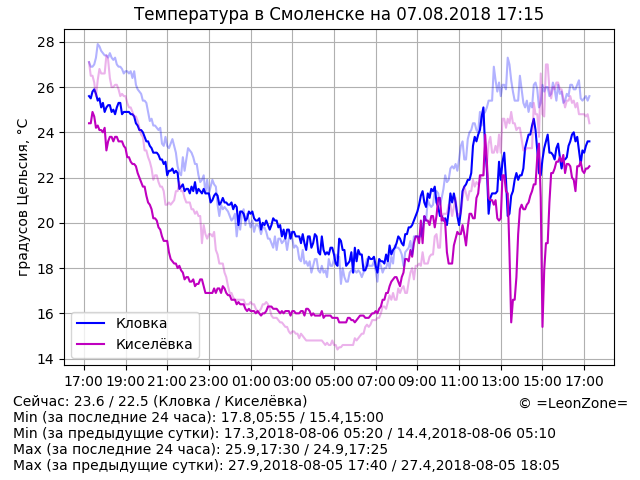 Температура в Смоленске на 07.08.2018 17:15
градусов Цельсия, °C
28
26
24
22
20
18
16
14
Кловка
Киселёвка
17:00 19:00 21:00 23:00 01:00 03:00 05:00 07:00 09:00 11:00 13:00 15:00 17:00
Сейчас: 23.6 / 22.5 (Кловка / Киселёвка)
© =LeonZone=
Min (за последние 24 часа): 17.8,05:55 / 15.4,15:00
Min (за предыдущие сутки): 17.3,2018-08-06 05:20 / 14.4,2018-08-06 05:10
Max (за последние 24 часа): 25.9,17:30 / 24.9,17:25
Max (за предыдущие сутки): 27.9,2018-08-05 17:40 / 27.4,2018-08-05 18:05